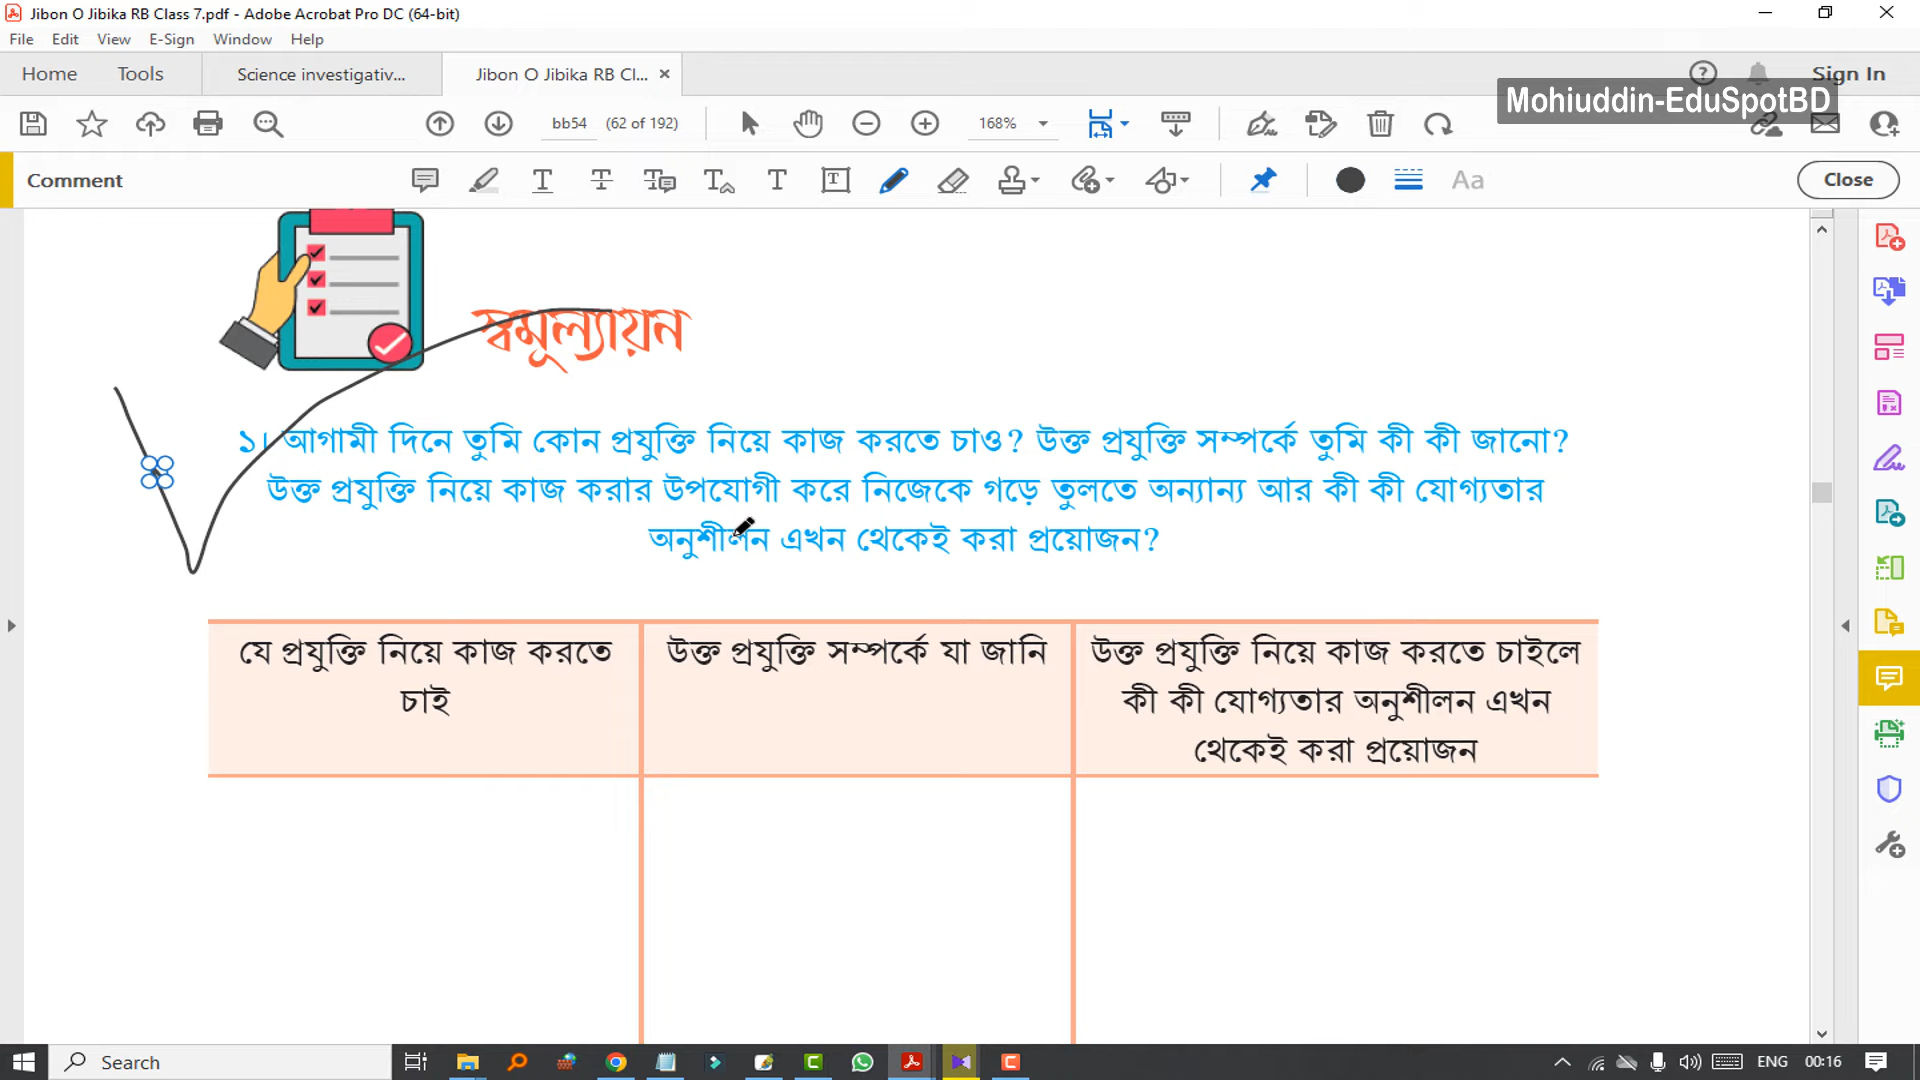 Jibon O Jibika RB Class 7.pdf - Adobe Acrobat Pro DC (64-bit)
File Edit View E-Sign Window Help
Home Tools Science investigativ... Jibon O Jibika RB Cl... Sign In
Mohiuddin-EduSpotBD
bb54 (62 of 192) 168%
Comment Aa Close
স্বমূল্যায়ন
১। আগামী দিনে তুমি কোন প্রযুক্তি নিয়ে কাজ করতে চাও? উক্ত প্রযুক্তি সম্পর্কে তুমি কী কী জানো?
উক্ত প্রযুক্তি নিয়ে কাজ করার উপযোগী করে নিজেকে গড়ে তুলতে অন্যান্য আর কী কী যোগ্যতার
অনুশীলন এখন থেকেই করা প্রয়োজন?
যে প্রযুক্তি নিয়ে কাজ করতে
চাই
উক্ত প্রযুক্তি সম্পর্কে যা জানি
উক্ত প্রযুক্তি নিয়ে কাজ করতে চাইলে
কী কী যোগ্যতার অনুশীলন এখন
থেকেই করা প্রয়োজন
Search ENG 00:16